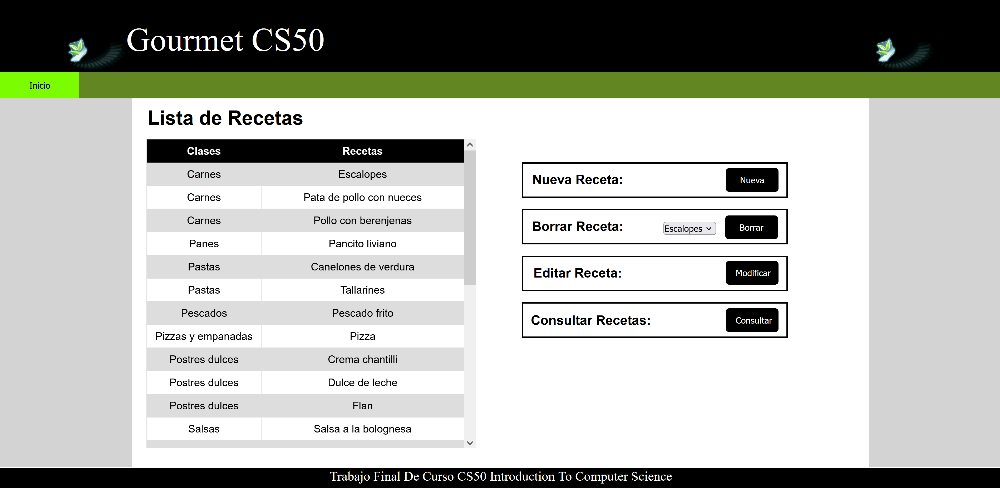 Gourmet CS50
Inicio
Lista de Recetas
Clases Recetas
Carnes Escalopes
Carnes Pata de pollo con nueces
Carnes Pollo con berenjenas
Panes Pancito liviano
Pastas Canelones de verdura
Pastas Tallarines
Pescados Pescado frito
Pizzas y empanadas Pizza
Postres dulces Crema chantilli
Postres dulces Dulce de leche
Postres dulces Flan
Salsas Salsa a la bolognesa
Nueva Receta: Nueva
Borrar Receta: Escalopes Borrar
Editar Receta: Modificar
Consultar Recetas: Consultar
Trabajo Final De Curso CS50 Introduction To Computer Science